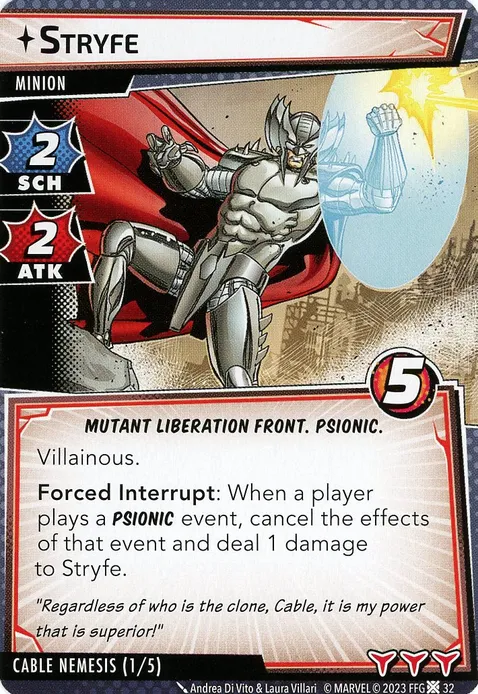 STRYFE
MINION
2
SCH
2
ATK
5
MUTANT LIBERATION FRONT. PSIONIC.
Villainous.
Forced Interrupt: When a player
plays a PSIONIC event, cancel the effects
of that event and deal 1 damage
to Stryfe.
"Regardless of who is the clone, Cable, it is my power
that is superior!"
CABLE NEMESIS (1/5)
Andrea Di Vito & Laura Villari © MARVEL © 2023 FFG 32